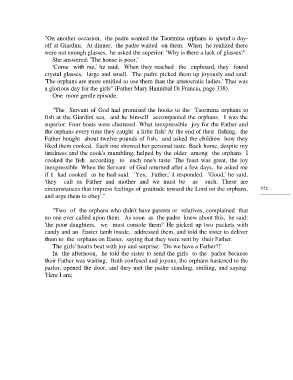 "On another occasion, the padre wanted the Taormina orphans to spend a day-
off at Giardini. At dinner, the padre waited on them. When he realized there
were not enough glasses, he asked the superior: 'Why is there a lack of glasses?'
She answered: 'The house is poor.'
'Come with me,' he said. When they reached the cupboard, they found
crystal glasses, large and small. The padre picked them up joyously and said:
'The orphans are more entitled to use them than the aristocratic ladies.' That was
a glorious day for the girls" (Father Mary Hannibal Di Francia, page 338).
One more gentle episode.
"The Servant of God had promised the hooks to the Taormina orphans to
fish at the Giardini sea, and he himself accompanied the orphans. I was the
superior. Four boats were chartered. What inexpressible joy for the Father and
the orphans every time they caught a little fish! At the end of their fishing, the
Father bought about twelve pounds of fish, and asked the children how they
liked them cooked. Each one showed her personal taste. Back home, despite my
tiredness and the cook's mumbling, helped by the older among the orphans I
cooked the fish according to each one's taste. The feast was great, the joy
inexpressible. When the Servant of God returned after a few days, he asked me
if I had cooked as he had said. 'Yes, Father,' I responded. 'Good,' he said,
'they call us Father and mother and we must be as such. These are
circumstances that impress feelings of gratitude toward the Lord on the orphans,
and urge them to obey.'"
572
"Two of the orphans who didn't have parents or relatives, complained that
no one ever called upon them. As soon as the padre knew about this, he said:
'the poor daughters, we must console them? He picked up two packets with
candy and an Easter lamb inside, addressed them, and told the sister to deliver
them to the orphans on Easter, saying that they were sent by their Father.
The girls' hearts beat with joy and surprise: 'Do we have a Father?!'
In the afternoon, he told the sister to send the girls to the parlor because
their Father was waiting. Both confused and joyous, the orphans hastened to the
parlor, opened the door, and they met the padre standing, smiling, and saying:
'Here I am;